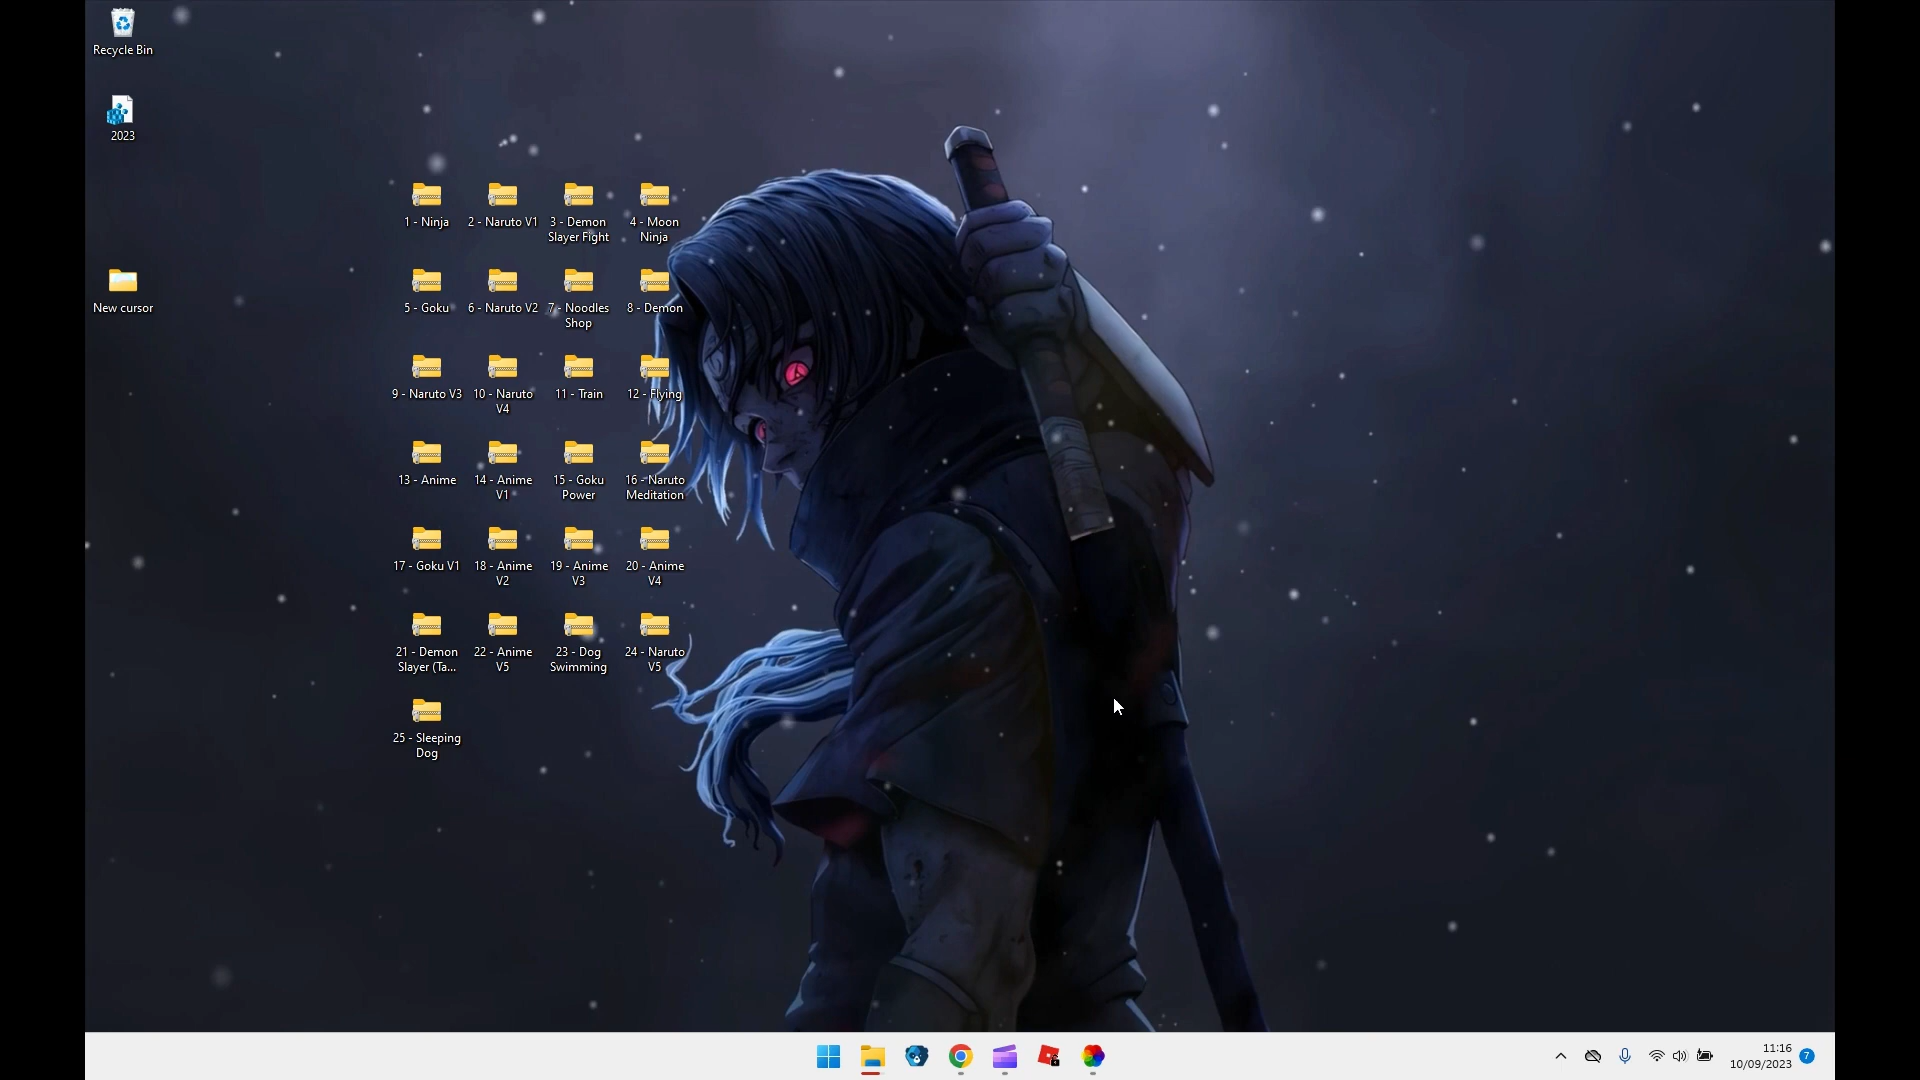 Recycle Bin
2023
New cursor
1 - Ninja
2 - Naruto V1
3 - Demon
Slayer Fight
4 - Moon
Ninja
5 - Goku
6 - Naruto V2
7 - Noodles
Shop
8 - Demon
9 - Naruto V3
10 - Naruto
V4
11 - Train
12 - Flying
13 - Anime
14 - Anime
V1
15 - Goku
Power
16 - Naruto
Meditation
17 - Goku V1
18 - Anime
V2
19 - Anime
V3
20 - Anime
V4
21 - Demon
Slayer (Ta...
22 - Anime
V5
23 - Dog
Swimming
24 - Naruto
V5
25 - Sleeping
Dog
11:16
10/09/2023
7